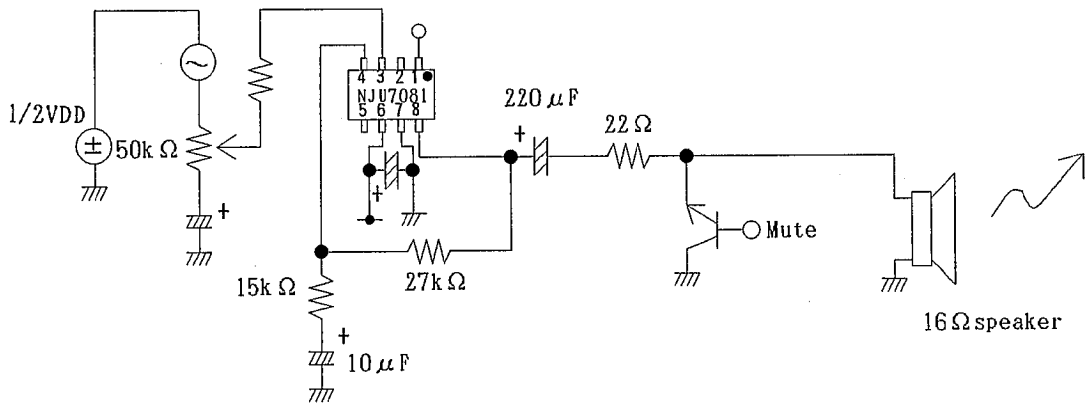 1/2VDD
±
50kΩ
+
~
4 3 2 1
NJU7081
5 6 7 8
+
220μF
+
22Ω
Mute
27kΩ
15kΩ
+
10μF
16Ωspeaker